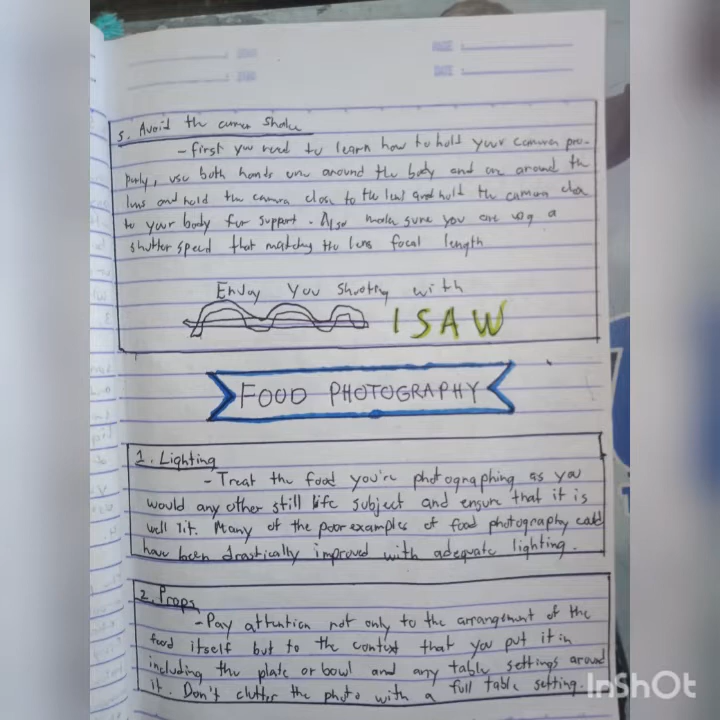 PAGE :
DATE :
5. Avoid the camera Shake
- first you need to learn how to hold your camera pro-
perly, use both hands one around the body and one around the
lens and hold the camera close to the lens and hold the camera close
to your body for support. Also make sure you are a
shutter speed that matching the lens focal length
Enjoy You Shooting with
ISAW
FOOD PHOTOGRAPHY
1. Lighting
- Treat the food you're photographing as you
would any other still life subject and ensure that it is
well lit. Many of the poor examples of food photography could
have been drastically improved with adequate lighting.
2. Props
- Pay attention not only to the arrangement of the
food itself but to the context that you put it in
including the plate or bowl and any table settings around
it. Don't clutter the photo with a full table setting
InShOt